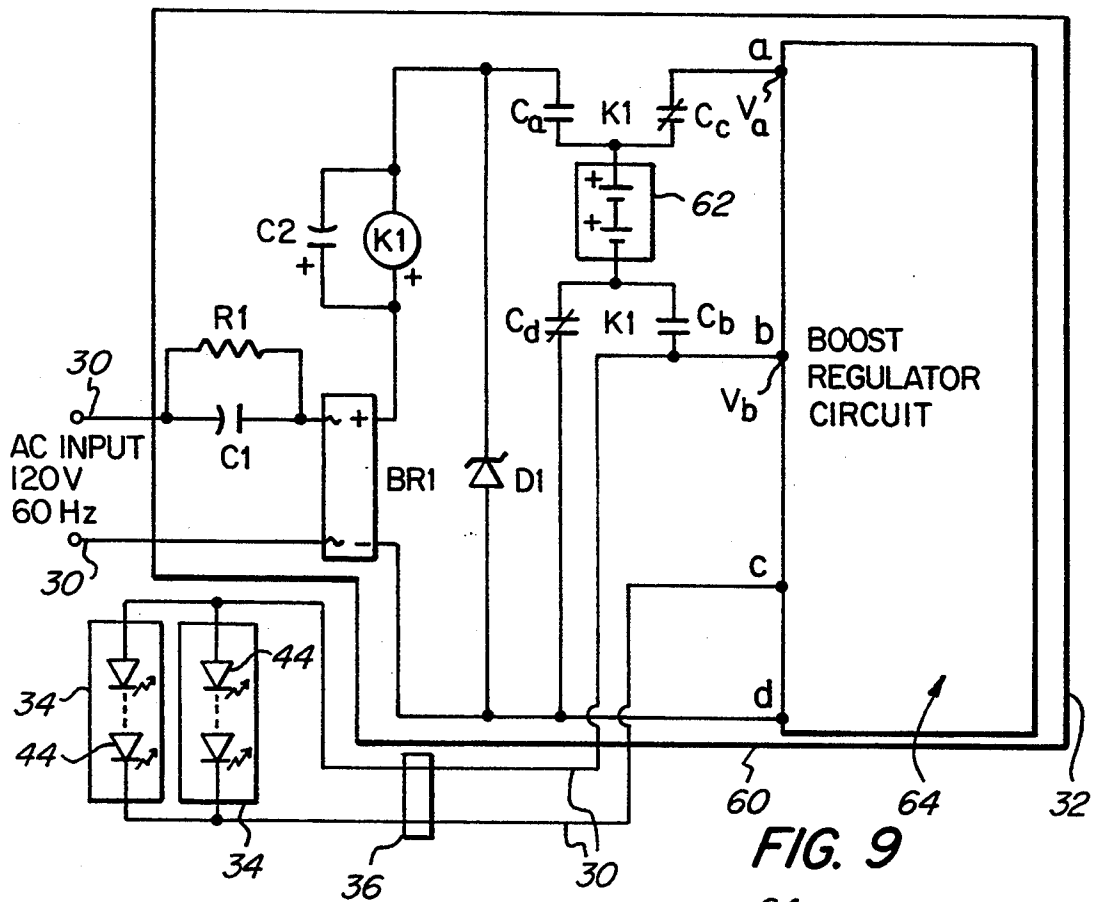 a
Ca K1 Cc Va
+
62
+
C2 K1
+ +
Cd K1 Cb b BOOST
REGULATOR
CIRCUIT
Vb
R1
30
~ +
C1
AC INPUT
120V
60 Hz
BR1 D1
~ −
30
c
44
34
44
d
60 64 32
34 36 30
FIG. 9